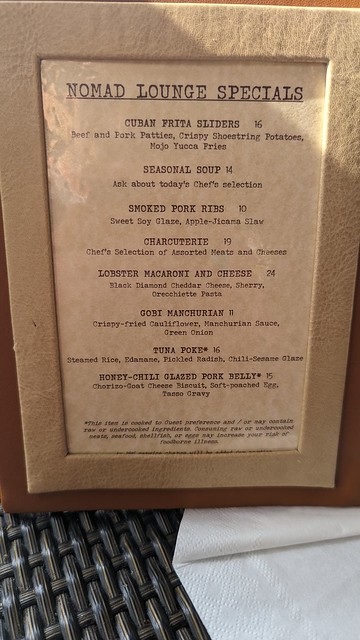 NOMAD LOUNGE SPECIALS
CUBAN FRITA SLIDERS 16
Beef and Pork Patties, Crispy Shoestring Potatoes,
Mojo Yucca Fries
SEASONAL SOUP 14
Ask about today's Chef's selection
SMOKED PORK RIBS 10
Sweet Soy Glaze, Apple-Jicama Slaw
CHARCUTERIE 19
Chef's Selection of Assorted Meats and Cheeses
LOBSTER MACARONI AND CHEESE 24
Black Diamond Cheddar Cheese, Sherry,
Orecchiette Pasta
GOBI MANCHURIAN 11
Crispy-fried Cauliflower, Manchurian Sauce,
Green Onion
TUNA POKE* 16
Steamed Rice, Edamame, Pickled Radish, Chili-Sesame Glaze
HONEY-CHILI GLAZED PORK BELLY* 15
Chorizo-Goat Cheese Biscuit, Soft-poached Egg,
Tasso Gravy
*This item is cooked to Guest preference and / or may contain
raw or undercooked ingredients. Consuming raw or undercooked
meats, seafood, shellfish, or eggs may increase your risk of
foodborne illness.
will be added